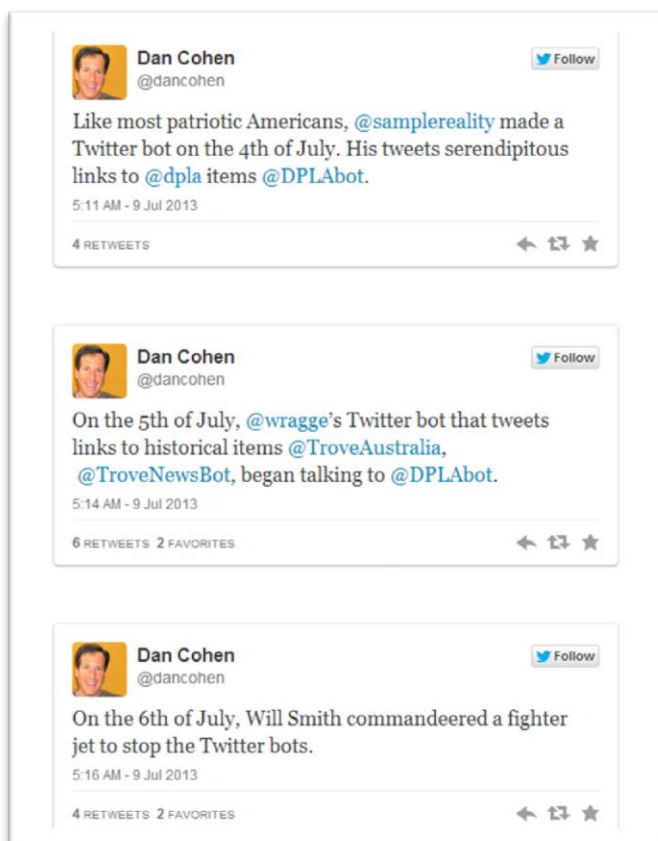 Dan Cohen
@dancohen
Follow
Like most patriotic Americans, @samplereality made a
Twitter bot on the 4th of July. His tweets serendipitous
links to @dpla items @DPLAbot.
5:11 AM - 9 Jul 2013
4 RETWEETS
Dan Cohen
@dancohen
Follow
On the 5th of July, @wragge’s Twitter bot that tweets
links to historical items @TroveAustralia,
@TroveNewsBot, began talking to @DPLAbot.
5:14 AM - 9 Jul 2013
6 RETWEETS 2 FAVORITES
Dan Cohen
@dancohen
Follow
On the 6th of July, Will Smith commandeered a fighter
jet to stop the Twitter bots.
5:16 AM - 9 Jul 2013
4 RETWEETS 2 FAVORITES